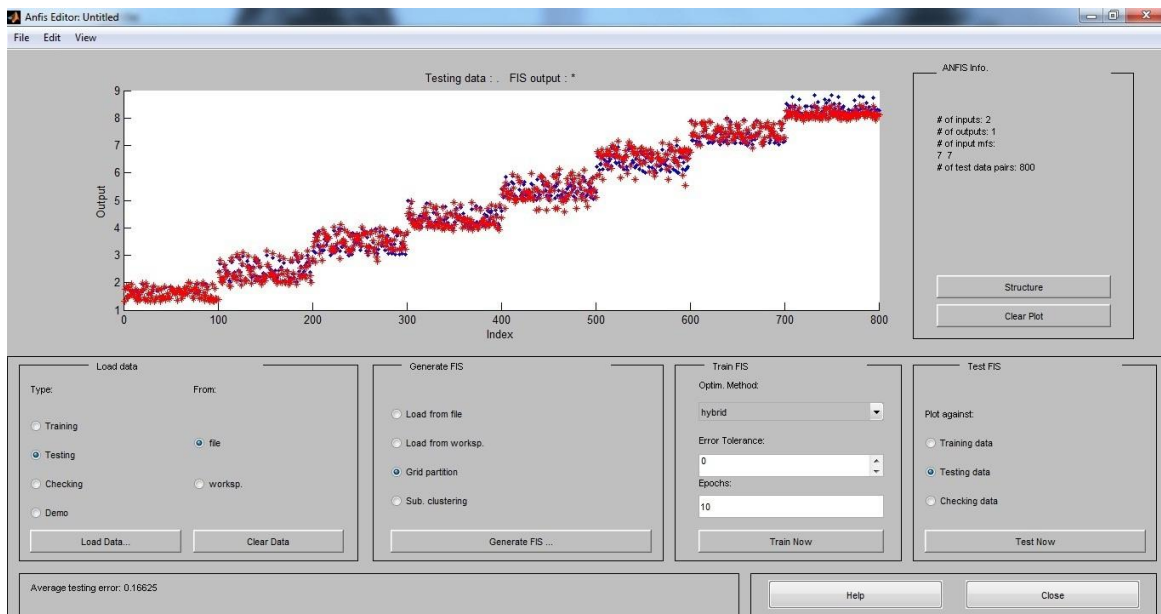 Anfis Editor: Untitled
File Edit View
Testing data : . FIS output : *
Output
9
8
7
6
5
4
3
2
1
0 100 200 300 400 500 600 700 800
Index
ANFIS Info.
# of inputs: 2
# of outputs: 1
# of input mfs:
7 7
# of test data pairs: 800
Structure
Clear Plot
Load data
Type: From:
Training
file
Testing
Checking
worksp.
Demo
Load Data... Clear Data
Generate FIS
Load from file
Load from worksp.
Grid partition
Sub. clustering
Generate FIS ...
Train FIS
Optim. Method:
hybrid
Error Tolerance:
0
Epochs:
10
Train Now
Test FIS
Plot against:
Training data
Testing data
Checking data
Test Now
Average testing error: 0.16625
Help Close